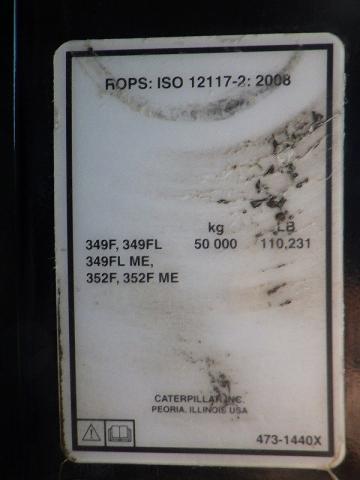 ROPS: ISO 12117-2: 2008
kg LB
349F, 349FL 50 000 110,231
349FL ME,
352F, 352F ME
CATERPILLAR INC.
PEORIA, ILLINOIS USA
473-1440X